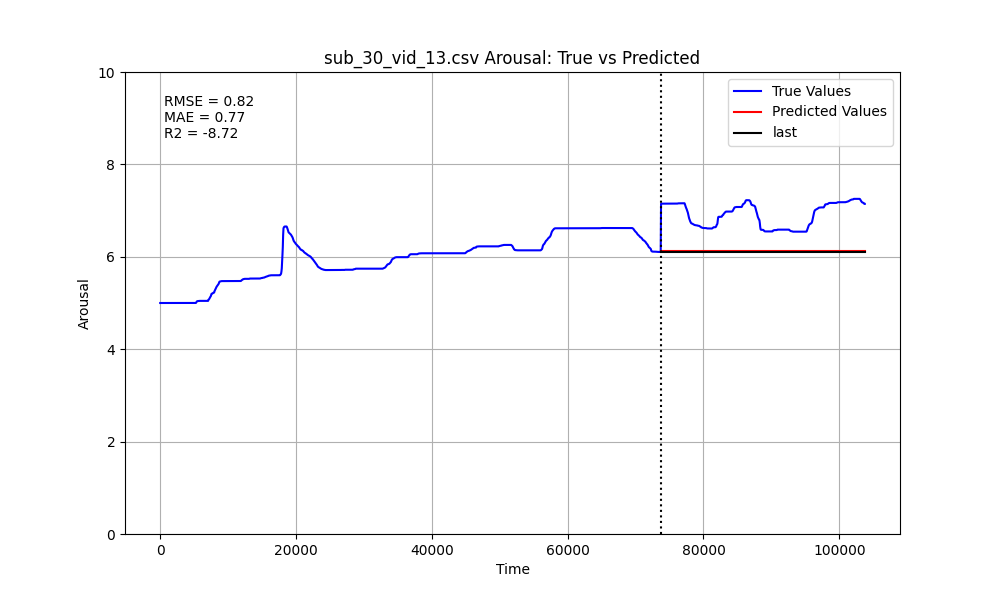 sub_30_vid_13.csv Arousal: True vs Predicted
10
8
6
4
2
0
Arousal
RMSE = 0.82
MAE = 0.77
R2 = -8.72
True Values
Predicted Values
last
0
20000
40000
60000
80000
100000
Time